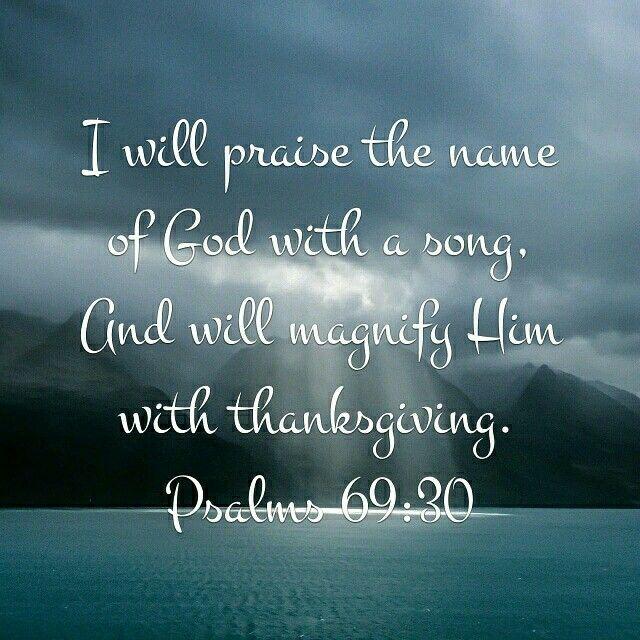 I will praise the name
of God with a song,
And will magnify Him
with thanksgiving.
Psalms 69:30